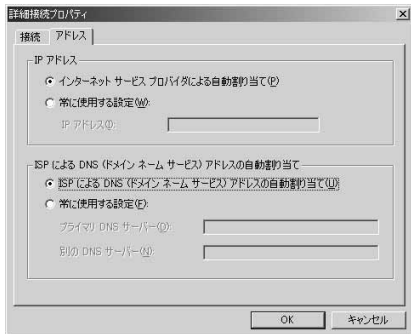 詳細接続プロパティ
接続 アドレス
IP アドレス
インターネット サービス プロバイダによる自動割り当て(P)
常に使用する設定(W):
IP アドレス(I):
ISP による DNS (ドメイン ネーム サービス) アドレスの自動割り当て
ISP による DNS (ドメイン ネーム サービス) アドレスの自動割り当て(U)
常に使用する設定(E):
プライマリ DNS サーバー(D):
別の DNS サーバー(N):
OK キャンセル